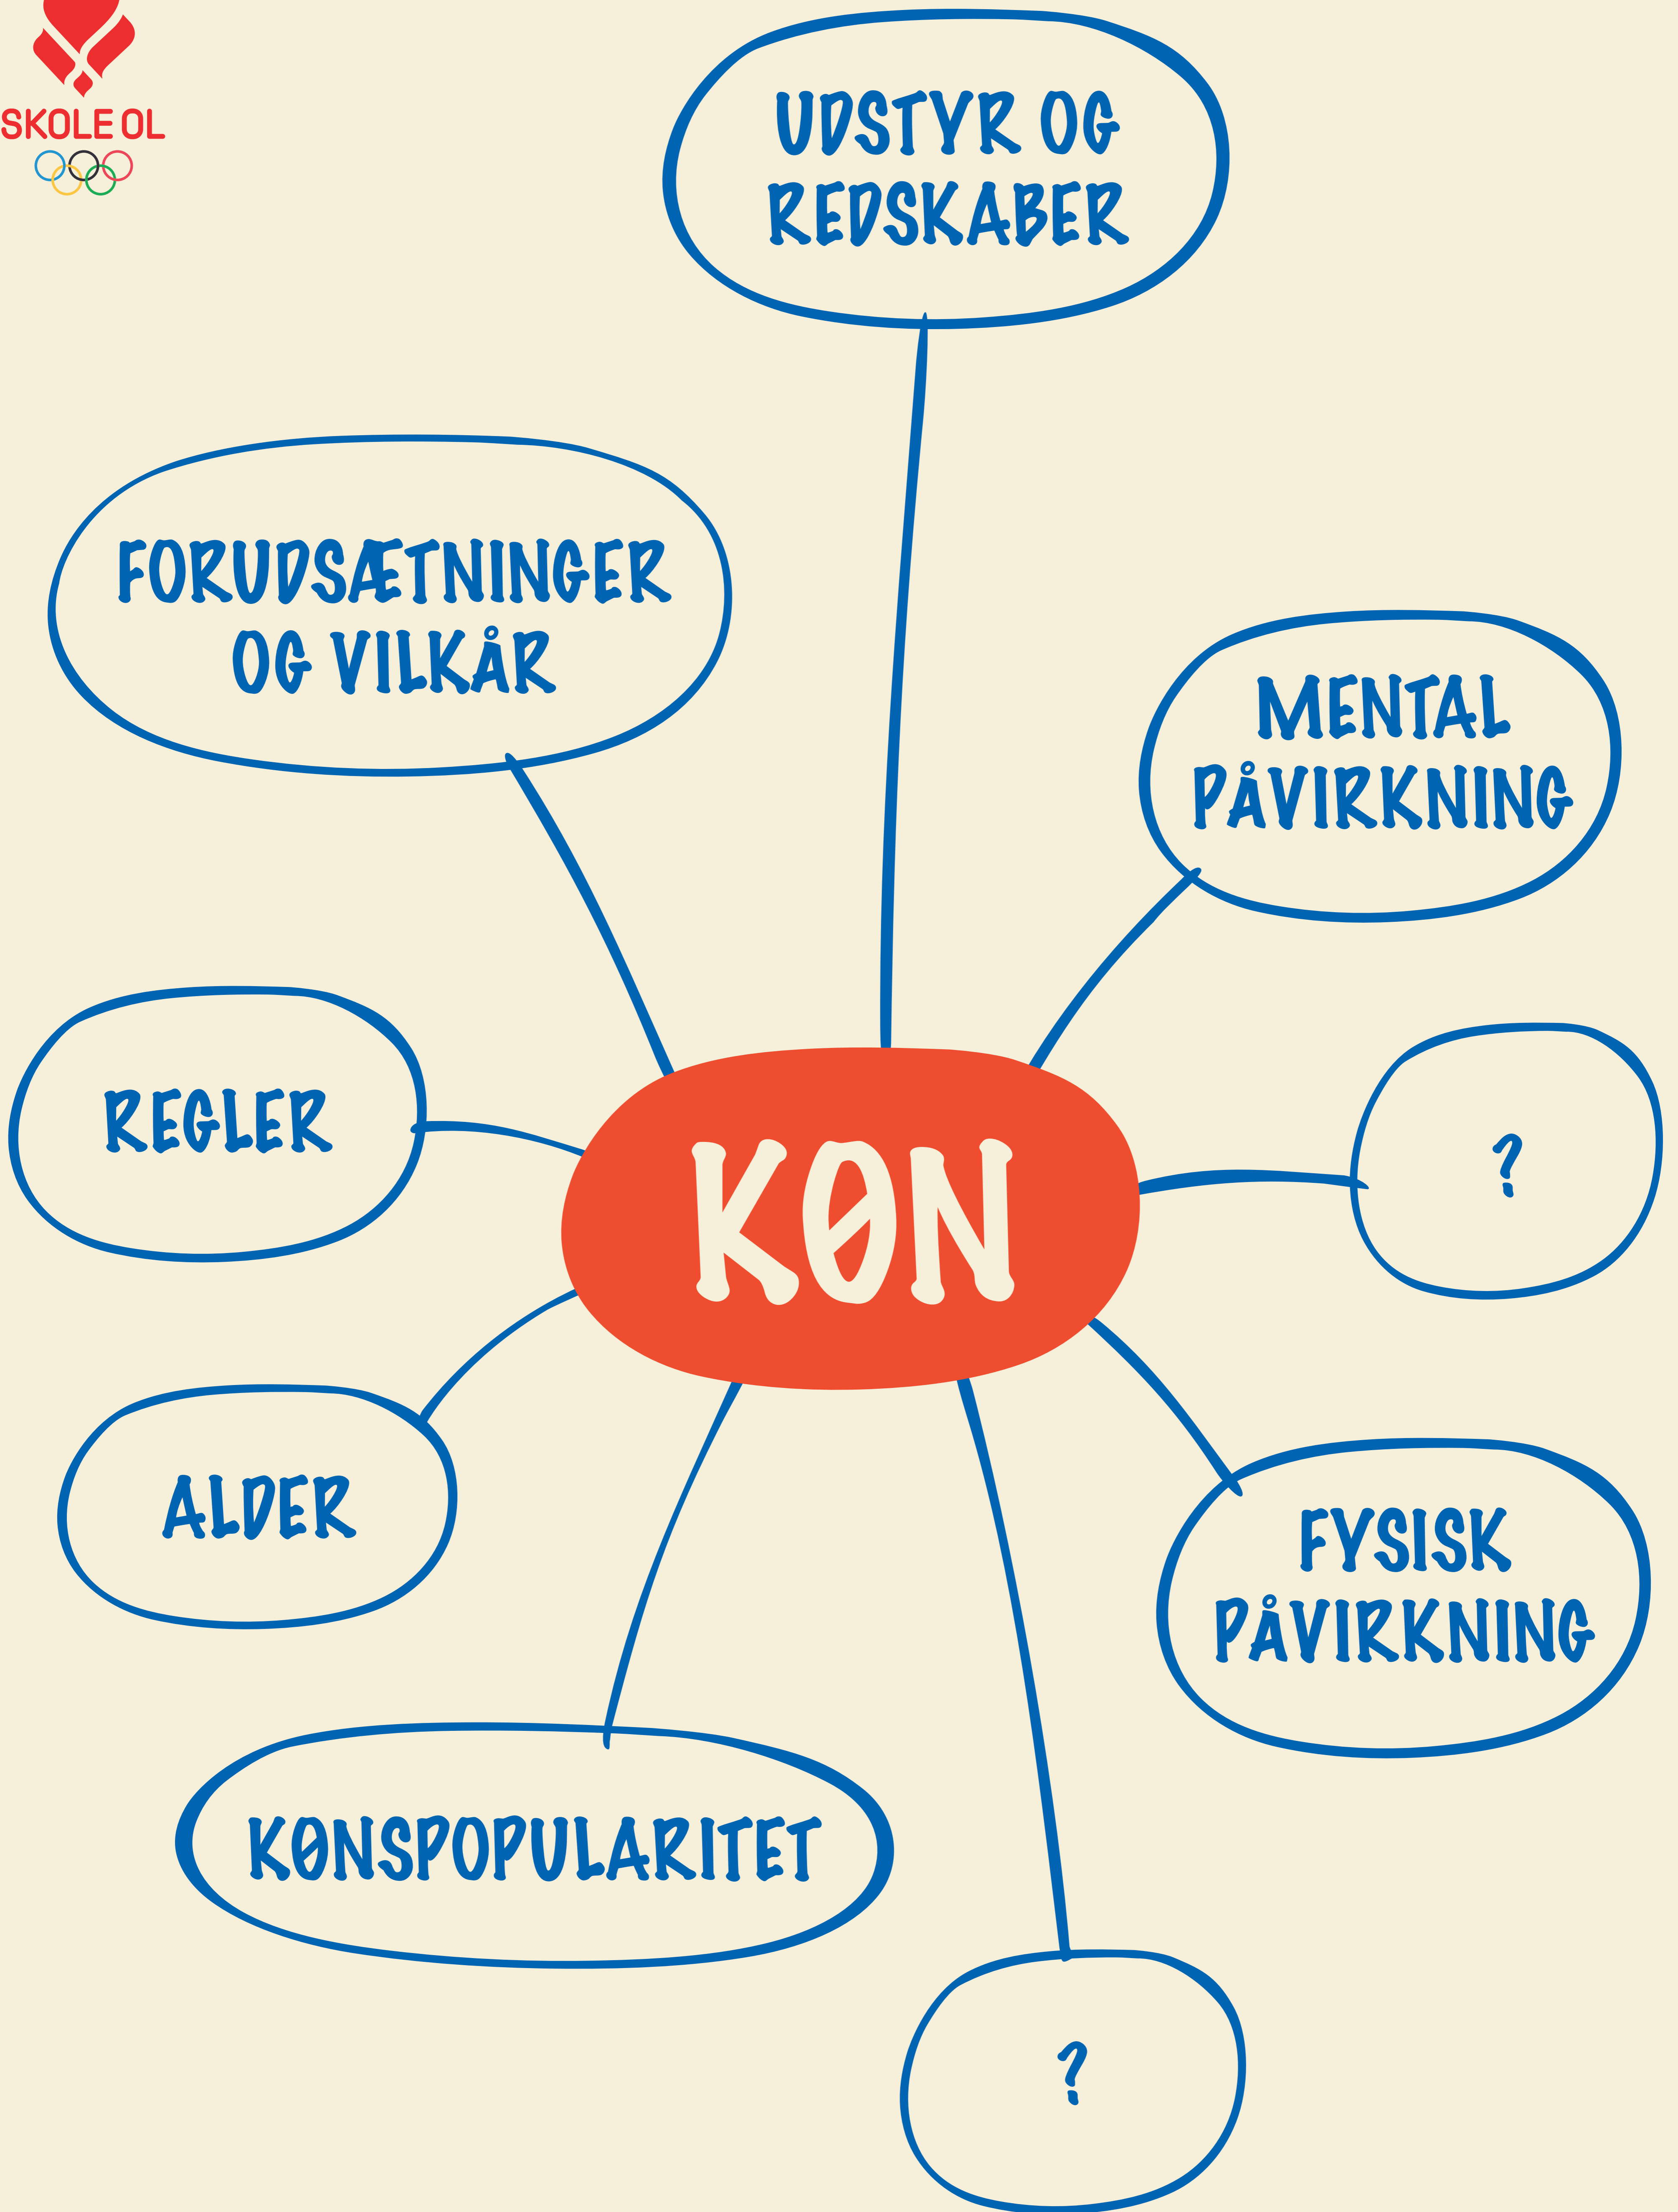 SKOLE OL
UDSTYR OG
REDSKABER
FORUDSÆTNINGER
OG VILKÅR
MENTAL
PÅVIRKNING
REGLER
KØN
?
ALDER
FYSISK
PÅVIRKNING
KØNSPOPULARITET
?